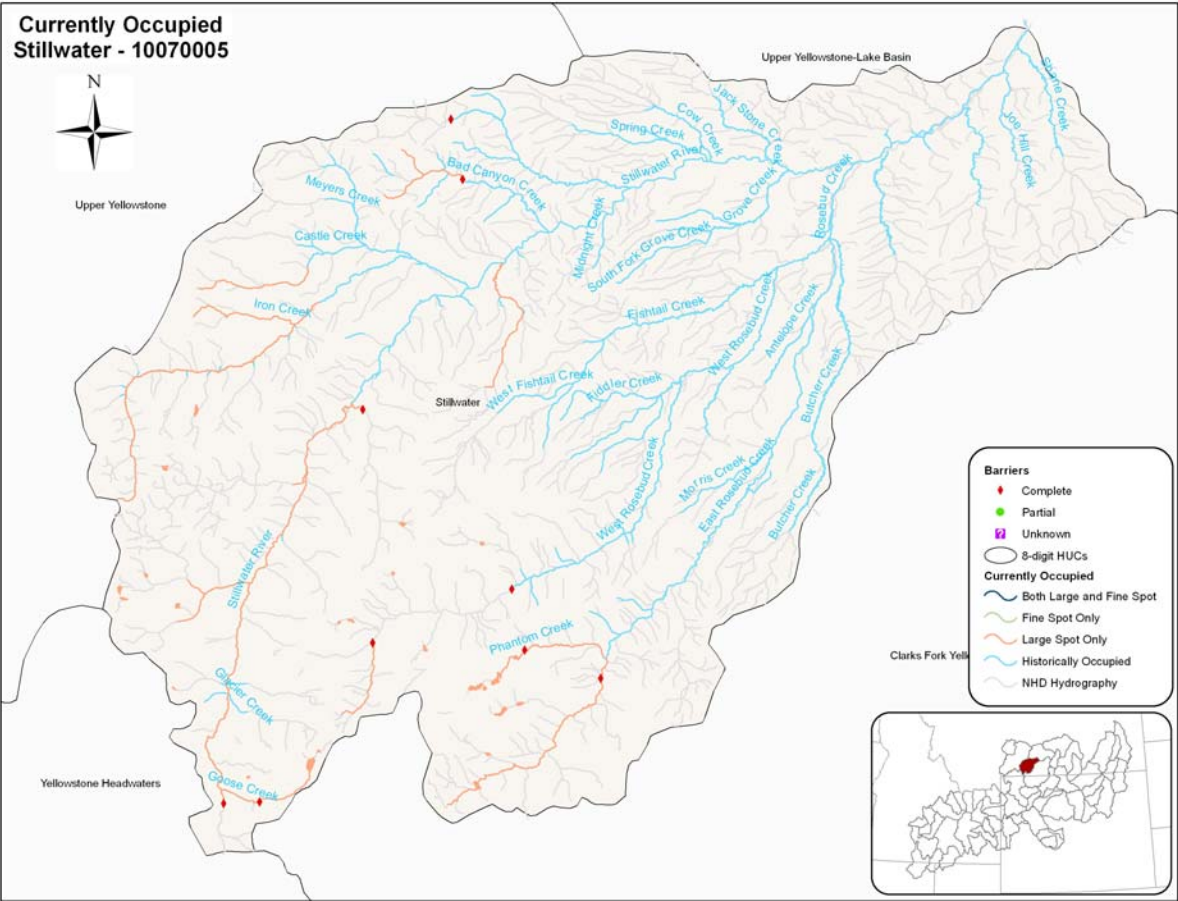 Currently Occupied
Stillwater - 10070005
N
Upper Yellowstone-Lake Basin
Shane Creek
Jack Stone Creek
Cow Creek
Spring Creek
Joe Hill Creek
Stillwater River
Bad Canyon Creek
Rosebud Creek
Meyers Creek
Grove Creek
Upper Yellowstone
Midnight Creek
Castle Creek
South Fork Grove Creek
Iron Creek
Fishtail Creek
West Rosebud Creek
Antelope Creek
West Fishtail Creek
Fiddler Creek
Stillwater
Butcher Creek
Morris Creek
East Rosebud Creek
West Rosebud Creek
Butcher Creek
Stillwater River
Phantom Creek
Clarks Fork Yell
Glacier Creek
Yellowstone Headwaters
Goose Creek
Barriers
Complete
Partial
?
Unknown
8-digit HUCs
Currently Occupied
Both Large and Fine Spot
Fine Spot Only
Large Spot Only
Historically Occupied
NHD Hydrography